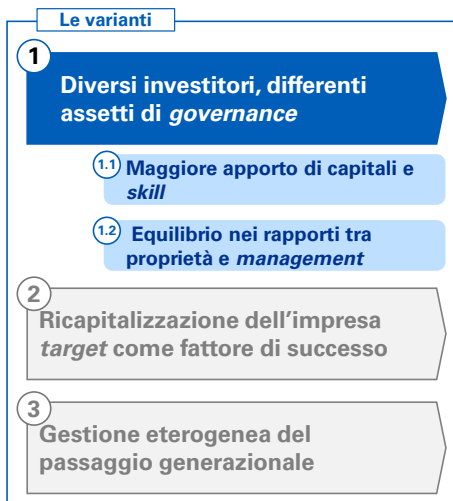 Le varianti
1
Diversi investitori, differenti
assetti di governance
1.1 Maggiore apporto di capitali e
skill
1.2 Equilibrio nei rapporti tra
proprietà e management
2
Ricapitalizzazione dell'impresa
target come fattore di successo
3
Gestione eterogenea del
passaggio generazionale